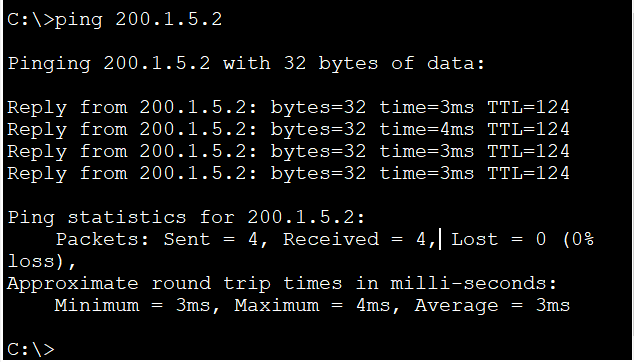 C:\>ping 200.1.5.2
Pinging 200.1.5.2 with 32 bytes of data:
Reply from 200.1.5.2: bytes=32 time=3ms TTL=124
Reply from 200.1.5.2: bytes=32 time=4ms TTL=124
Reply from 200.1.5.2: bytes=32 time=3ms TTL=124
Reply from 200.1.5.2: bytes=32 time=3ms TTL=124
Ping statistics for 200.1.5.2:
    Packets: Sent = 4, Received = 4, Lost = 0 (0%
loss),
Approximate round trip times in milli-seconds:
    Minimum = 3ms, Maximum = 4ms, Average = 3ms
C:\>